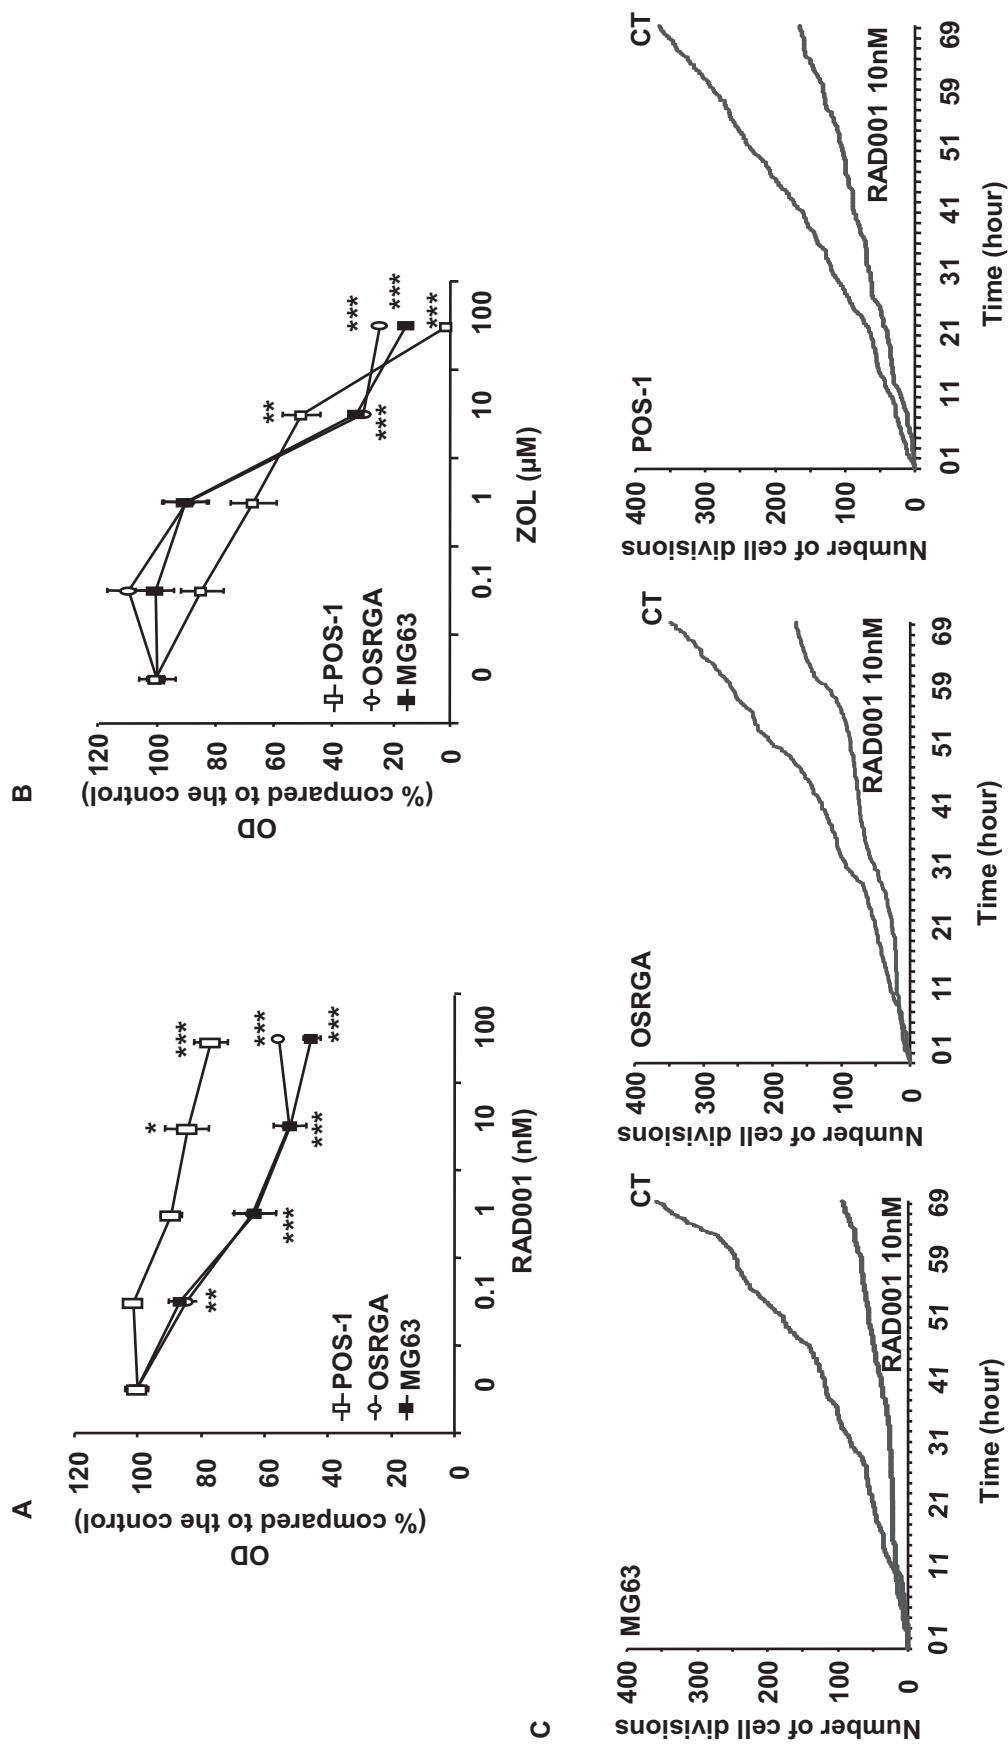 A
OD
(% compared to the control)
120
100
80
60
40
20
0
POS-1
OSRGA
MG63
**
***
***
*
***
***
***
0 0.1 1 10 100
RAD001 (nM)
B
OD
(% compared to the control)
120
100
80
60
40
20
0
POS-1
OSRGA
MG63
**
***
***
***
***
0 0.1 1 10 100
ZOL (µM)
C
MG63
Number of cell divisions
400
300
200
100
0
CT
RAD001 10nM
01 11 21 31 41 51 59 69
Time (hour)
OSRGA
Number of cell divisions
400
300
200
100
0
CT
RAD001 10nM
01 11 21 31 41 51 59 69
Time (hour)
POS-1
Number of cell divisions
400
300
200
100
0
CT
RAD001 10nM
01 11 21 31 41 51 59 69
Time (hour)